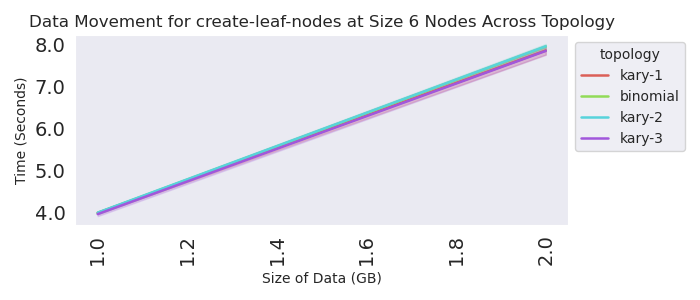 Data Movement for create-leaf-nodes at Size 6 Nodes Across Topology
8.0
7.0
6.0
5.0
4.0
Time (Seconds)
1.0
1.2
1.4
1.6
1.8
2.0
Size of Data (GB)
topology
kary-1
binomial
kary-2
kary-3